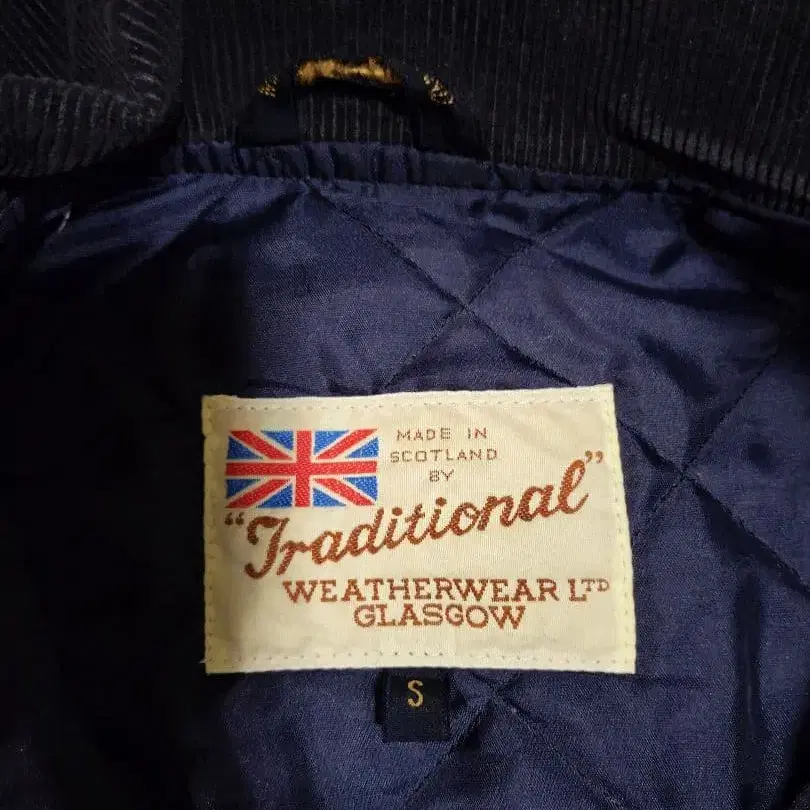 MADE IN
SCOTLAND
BY
"Traditional"
WEATHERWEAR LTD
GLASGOW
S